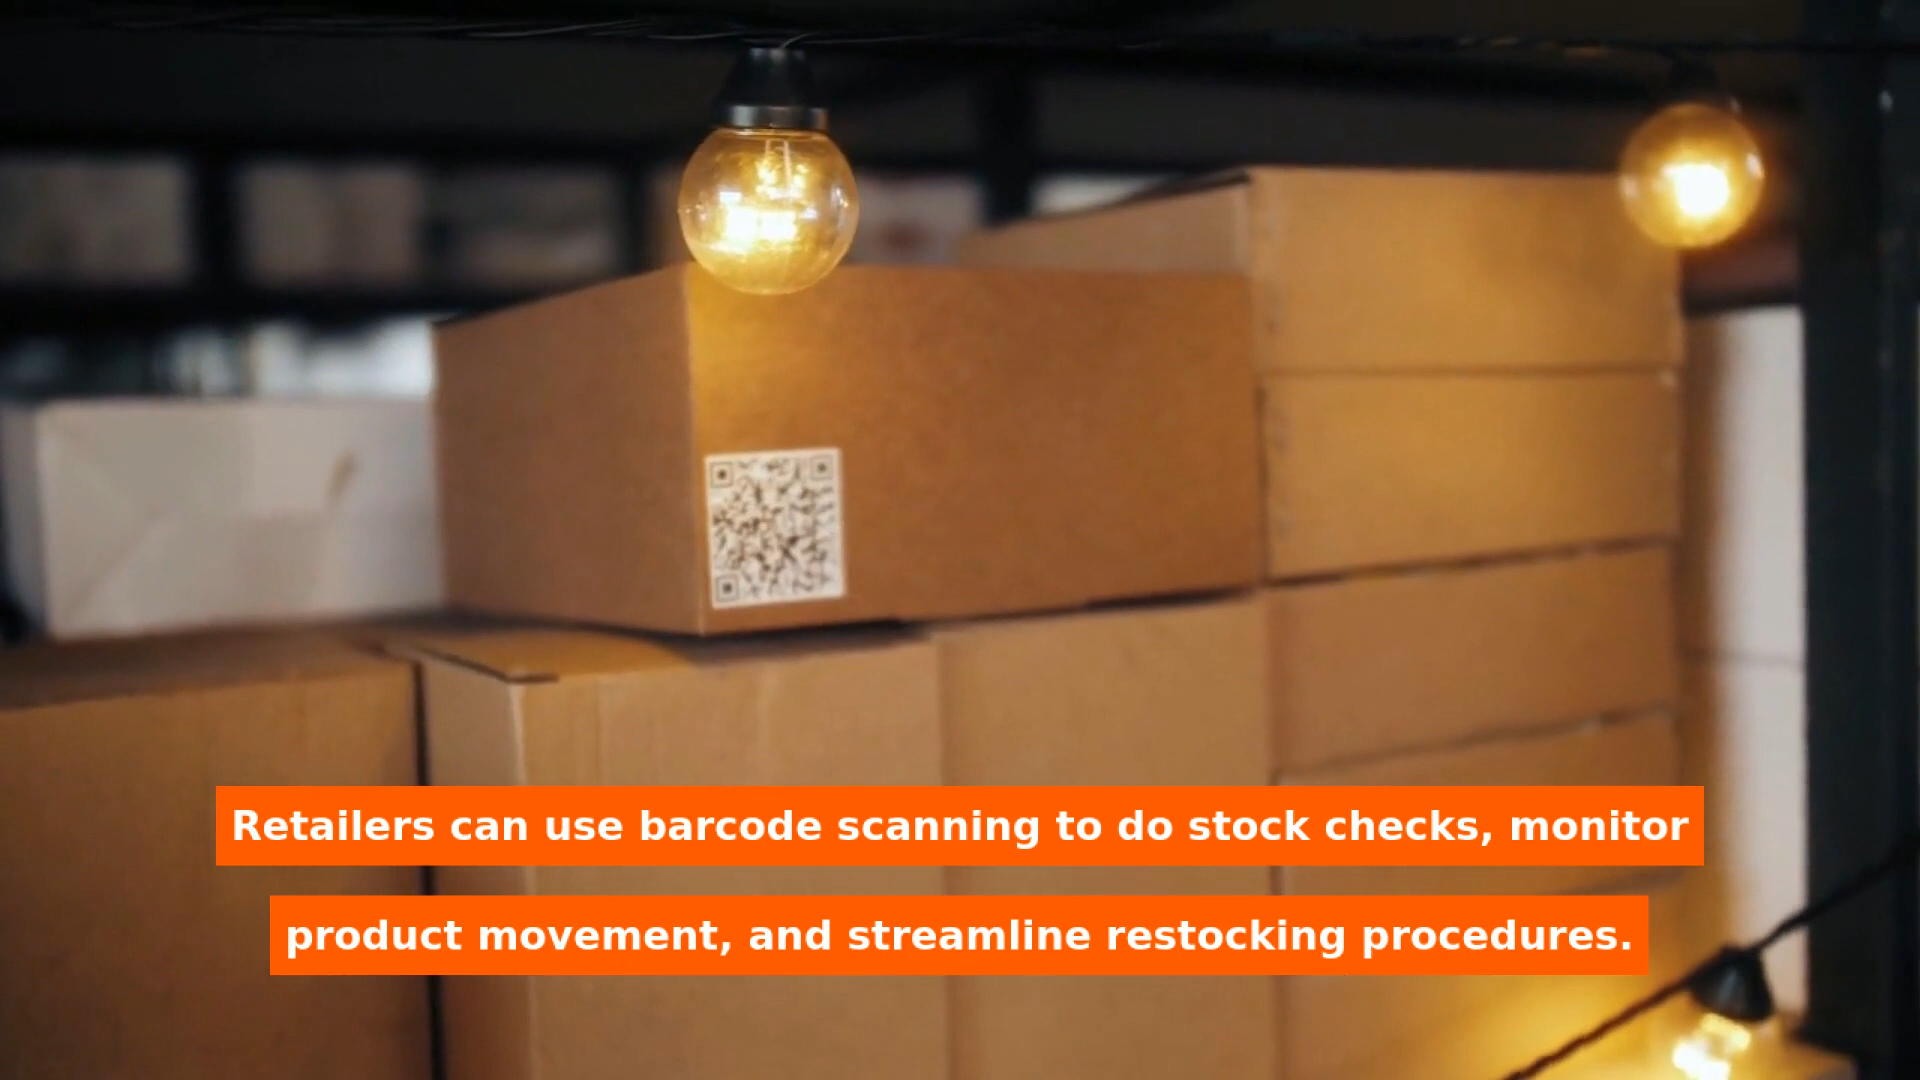 Retailers can use barcode scanning to do stock checks, monitor
product movement, and streamline restocking procedures.